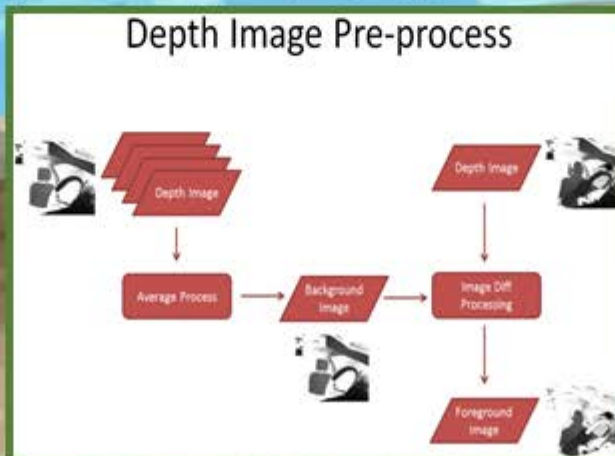 Depth Image Pre-process
Depth Image
Depth Image
Average Process
Background
Image
Image Diff
Processing
Foreground
Image